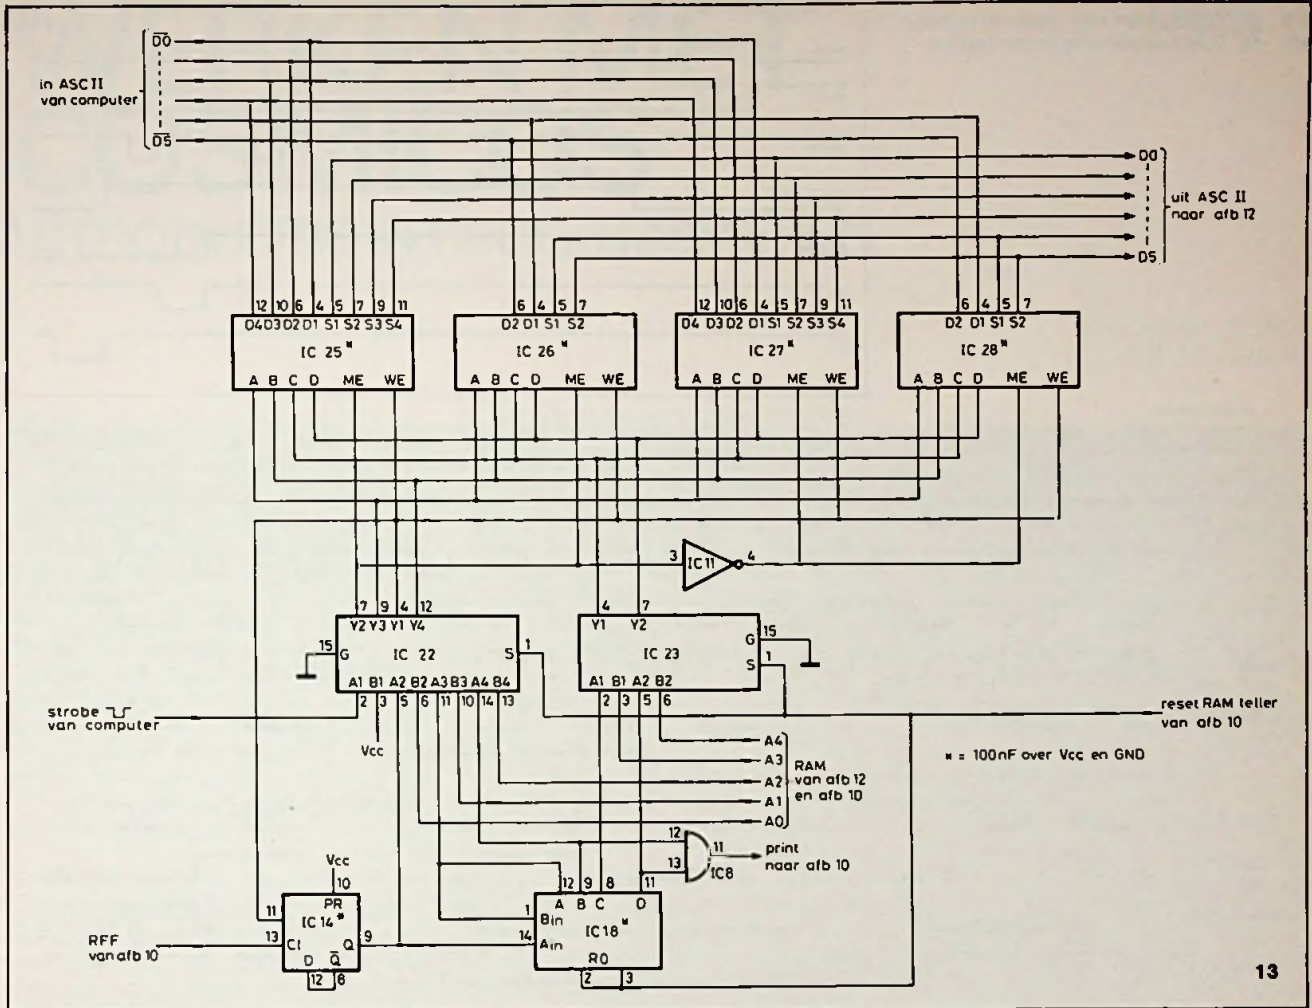 D0
in ASC II
van computer
D5
D0
uit ASC II
naar afb 12
D5
12 10 6 4 5 7 9 11
D4 D3 D2 D1 S1 S2 S3 S4
IC 25*
A B C D ME WE
6 4 5 7
D2 D1 S1 S2
IC 26*
A B C D ME WE
12 10 6 4 5 7 9 11
D4 D3 D2 D1 S1 S2 S3 S4
IC 27*
A B C D ME WE
6 4 5 7
D2 D1 S1 S2
IC 28*
A B C D ME WE
3 IC 11 4
7 9 4 12
Y2 Y3 Y1 Y4
15 G IC 22 S 1
A1 B1 A2 B2 A3 B3 A4 B4
2 3 5 6 11 10 14 13
4 7
Y1 Y2
IC 23 G 15
S 1
A1 B1 A2 B2
2 3 5 6
strobe
van computer
Vcc
reset RAM teller
van afb 10
* = 100nF over Vcc en GND
A4
A3
A2
A1
A0
RAM
van afb 12
en afb 10
12
13
11
IC8
print
naar afb 10
Vcc
10
PR
11
IC 14*
13 Cl Q 9
D Q
12 8
RFF
van afb 10
12 9 8 11
A B C D
1 Bin
IC 18*
14 Ain
R0
2 3
13